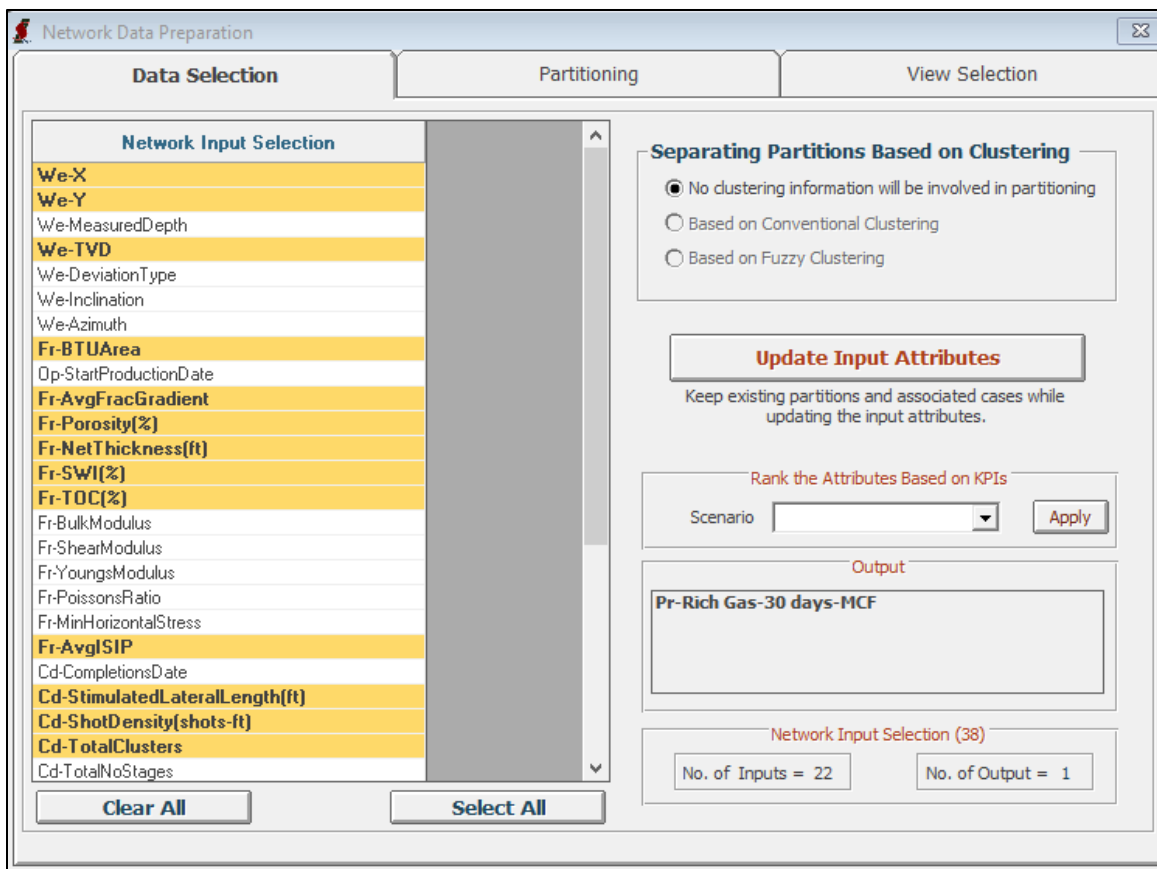 Network Data Preparation
Data Selection
Partitioning
View Selection
Network Input Selection
We-X
We-Y
We-MeasuredDepth
We-TVD
We-DeviationType
We-Inclination
We-Azimuth
Fr-BTUArea
Op-StartProductionDate
Fr-AvgFracGradient
Fr-Porosity(%)
Fr-NetThickness(ft)
Fr-SWI(%)
Fr-TOC(%)
Fr-BulkModulus
Fr-ShearModulus
Fr-YoungsModulus
Fr-PoissonsRatio
Fr-MinHorizontalStress
Fr-AvgISIP
Cd-CompletionsDate
Cd-StimulatedLateralLength(ft)
Cd-ShotDensity(shots-ft)
Cd-TotalClusters
Cd-TotalNoStages
Clear All
Select All
Separating Partitions Based on Clustering
No clustering information will be involved in partitioning
Based on Conventional Clustering
Based on Fuzzy Clustering
Update Input Attributes
Keep existing partitions and associated cases while
updating the input attributes.
Rank the Attributes Based on KPIs
Scenario
Apply
Output
Pr-Rich Gas-30 days-MCF
Network Input Selection (38)
No. of Inputs = 22
No. of Output = 1